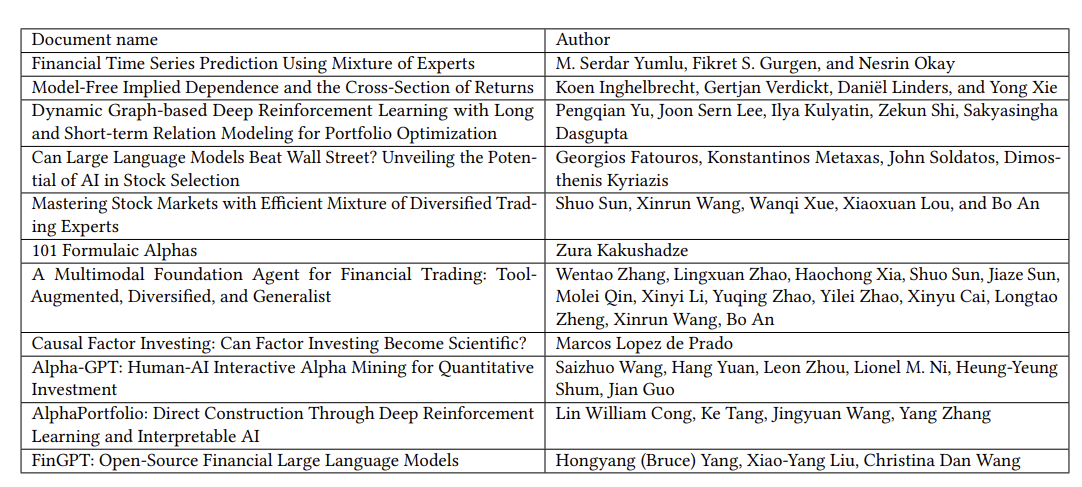 Document name Author
Financial Time Series Prediction Using Mixture of Experts M. Serdar Yumlu, Fikret S. Gurgen, and Nesrin Okay
Model-Free Implied Dependence and the Cross-Section of Returns Koen Inghelbrecht, Gertjan Verdickt, Daniël Linders, and Yong Xie
Dynamic Graph-based Deep Reinforcement Learning with Long
and Short-term Relation Modeling for Portfolio Optimization
Pengqian Yu, Joon Sern Lee, Ilya Kulyatin, Zekun Shi, Sakyasingha
Dasgupta
Can Large Language Models Beat Wall Street? Unveiling the Poten-
tial of AI in Stock Selection
Georgios Fatouros, Konstantinos Metaxas, John Soldatos, Dimos-
thenis Kyriazis
Mastering Stock Markets with Efficient Mixture of Diversified Trad-
ing Experts
Shuo Sun, Xinrun Wang, Wanqi Xue, Xiaoxuan Lou, and Bo An
101 Formulaic Alphas Zura Kakushadze
A Multimodal Foundation Agent for Financial Trading: Tool-
Augmented, Diversified, and Generalist
Wentao Zhang, Lingxuan Zhao, Haochong Xia, Shuo Sun, Jiaze Sun,
Molei Qin, Xinyi Li, Yuqing Zhao, Yilei Zhao, Xinyu Cai, Longtao
Zheng, Xinrun Wang, Bo An
Causal Factor Investing: Can Factor Investing Become Scientific? Marcos Lopez de Prado
Alpha-GPT: Human-AI Interactive Alpha Mining for Quantitative
Investment
Saizhuo Wang, Hang Yuan, Leon Zhou, Lionel M. Ni, Heung-Yeung
Shum, Jian Guo
AlphaPortfolio: Direct Construction Through Deep Reinforcement
Learning and Interpretable AI
Lin William Cong, Ke Tang, Jingyuan Wang, Yang Zhang
FinGPT: Open-Source Financial Large Language Models Hongyang (Bruce) Yang, Xiao-Yang Liu, Christina Dan Wang